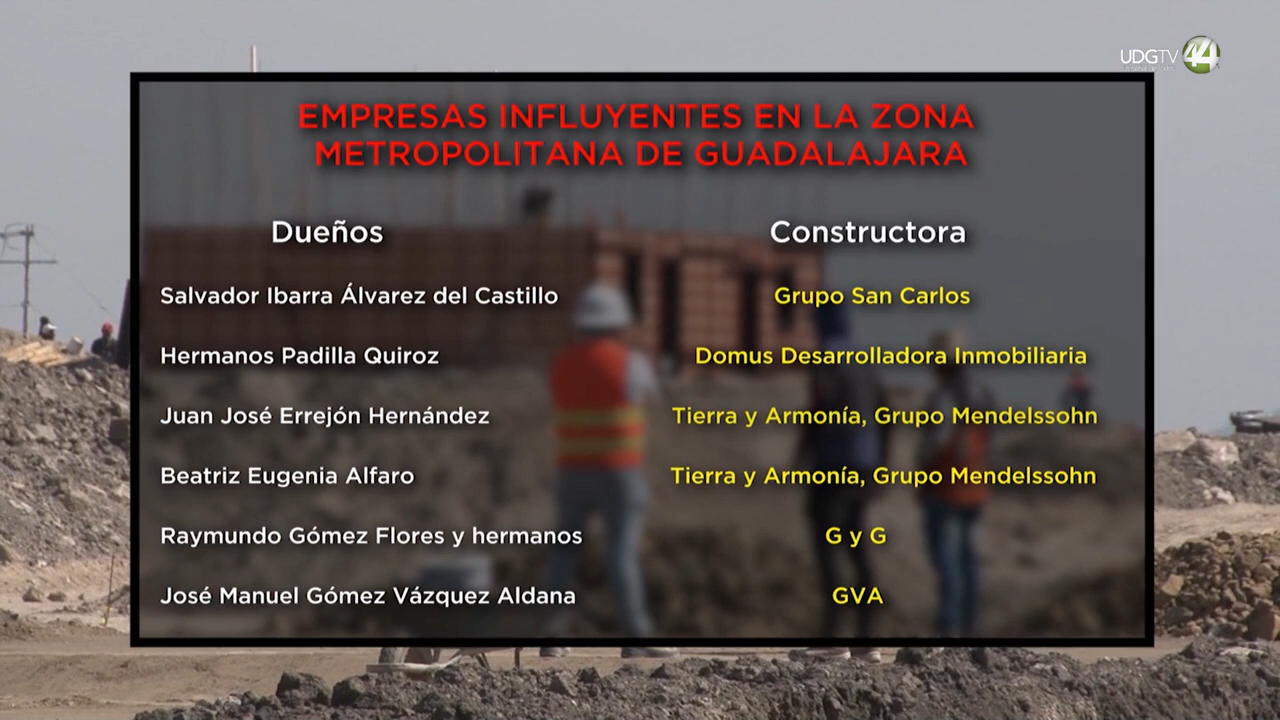 UDGTV 44
EMPRESAS INFLUYENTES EN LA ZONA
METROPOLITANA DE GUADALAJARA
Dueños Constructora
Salvador Ibarra Álvarez del Castillo Grupo San Carlos
Hermanos Padilla Quiroz Domus Desarrolladora Inmobiliaria
Juan José Errejón Hernández Tierra y Armonía, Grupo Mendelssohn
Beatriz Eugenia Alfaro Tierra y Armonía, Grupo Mendelssohn
Raymundo Gómez Flores y hermanos G y G
José Manuel Gómez Vázquez Aldana GVA